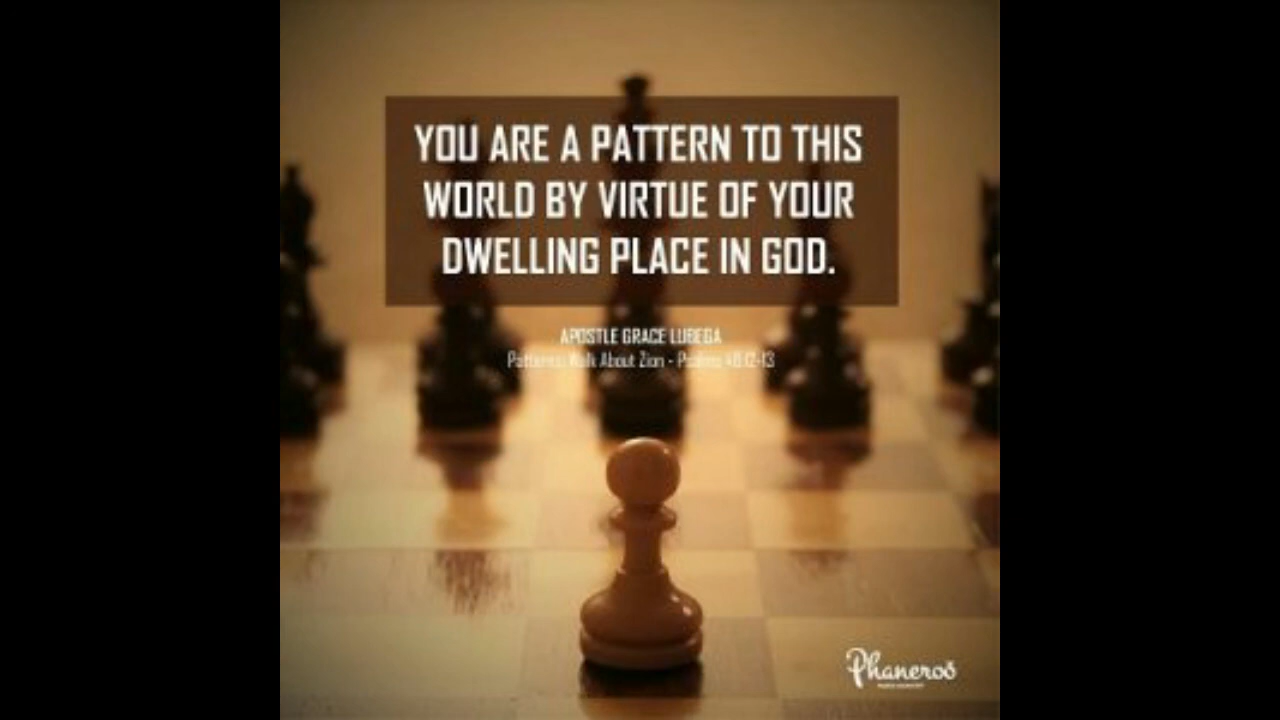 YOU ARE A PATTERN TO THIS
WORLD BY VIRTUE OF YOUR
DWELLING PLACE IN GOD.
APOSTLE GRACE LUBEGA
Patterns: Walk About Zion - Psalms 48:12-13
Phaneroo